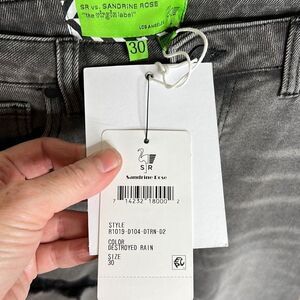 SR VS. SANDRINE ROSE
"the virgin label"
LOS ANGELES
30
S R
Sandrine Rose
7 14232 18000 2
STYLE
R1019-D104-DTRN-D2
COLOR
DESTROYED RAIN
SIZE
30